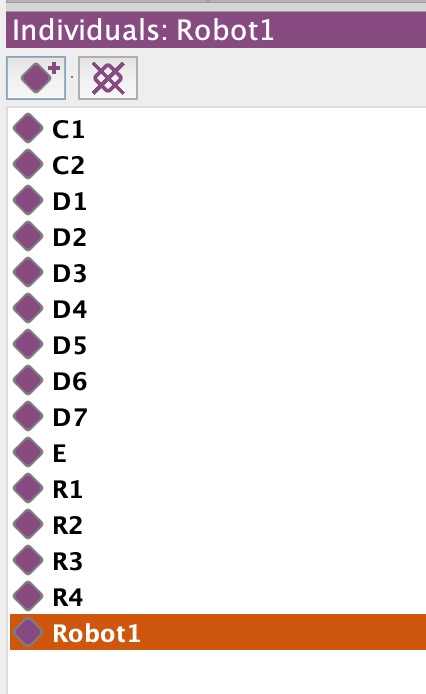 Individuals: Robot1
C1
C2
D1
D2
D3
D4
D5
D6
D7
E
R1
R2
R3
R4
Robot1